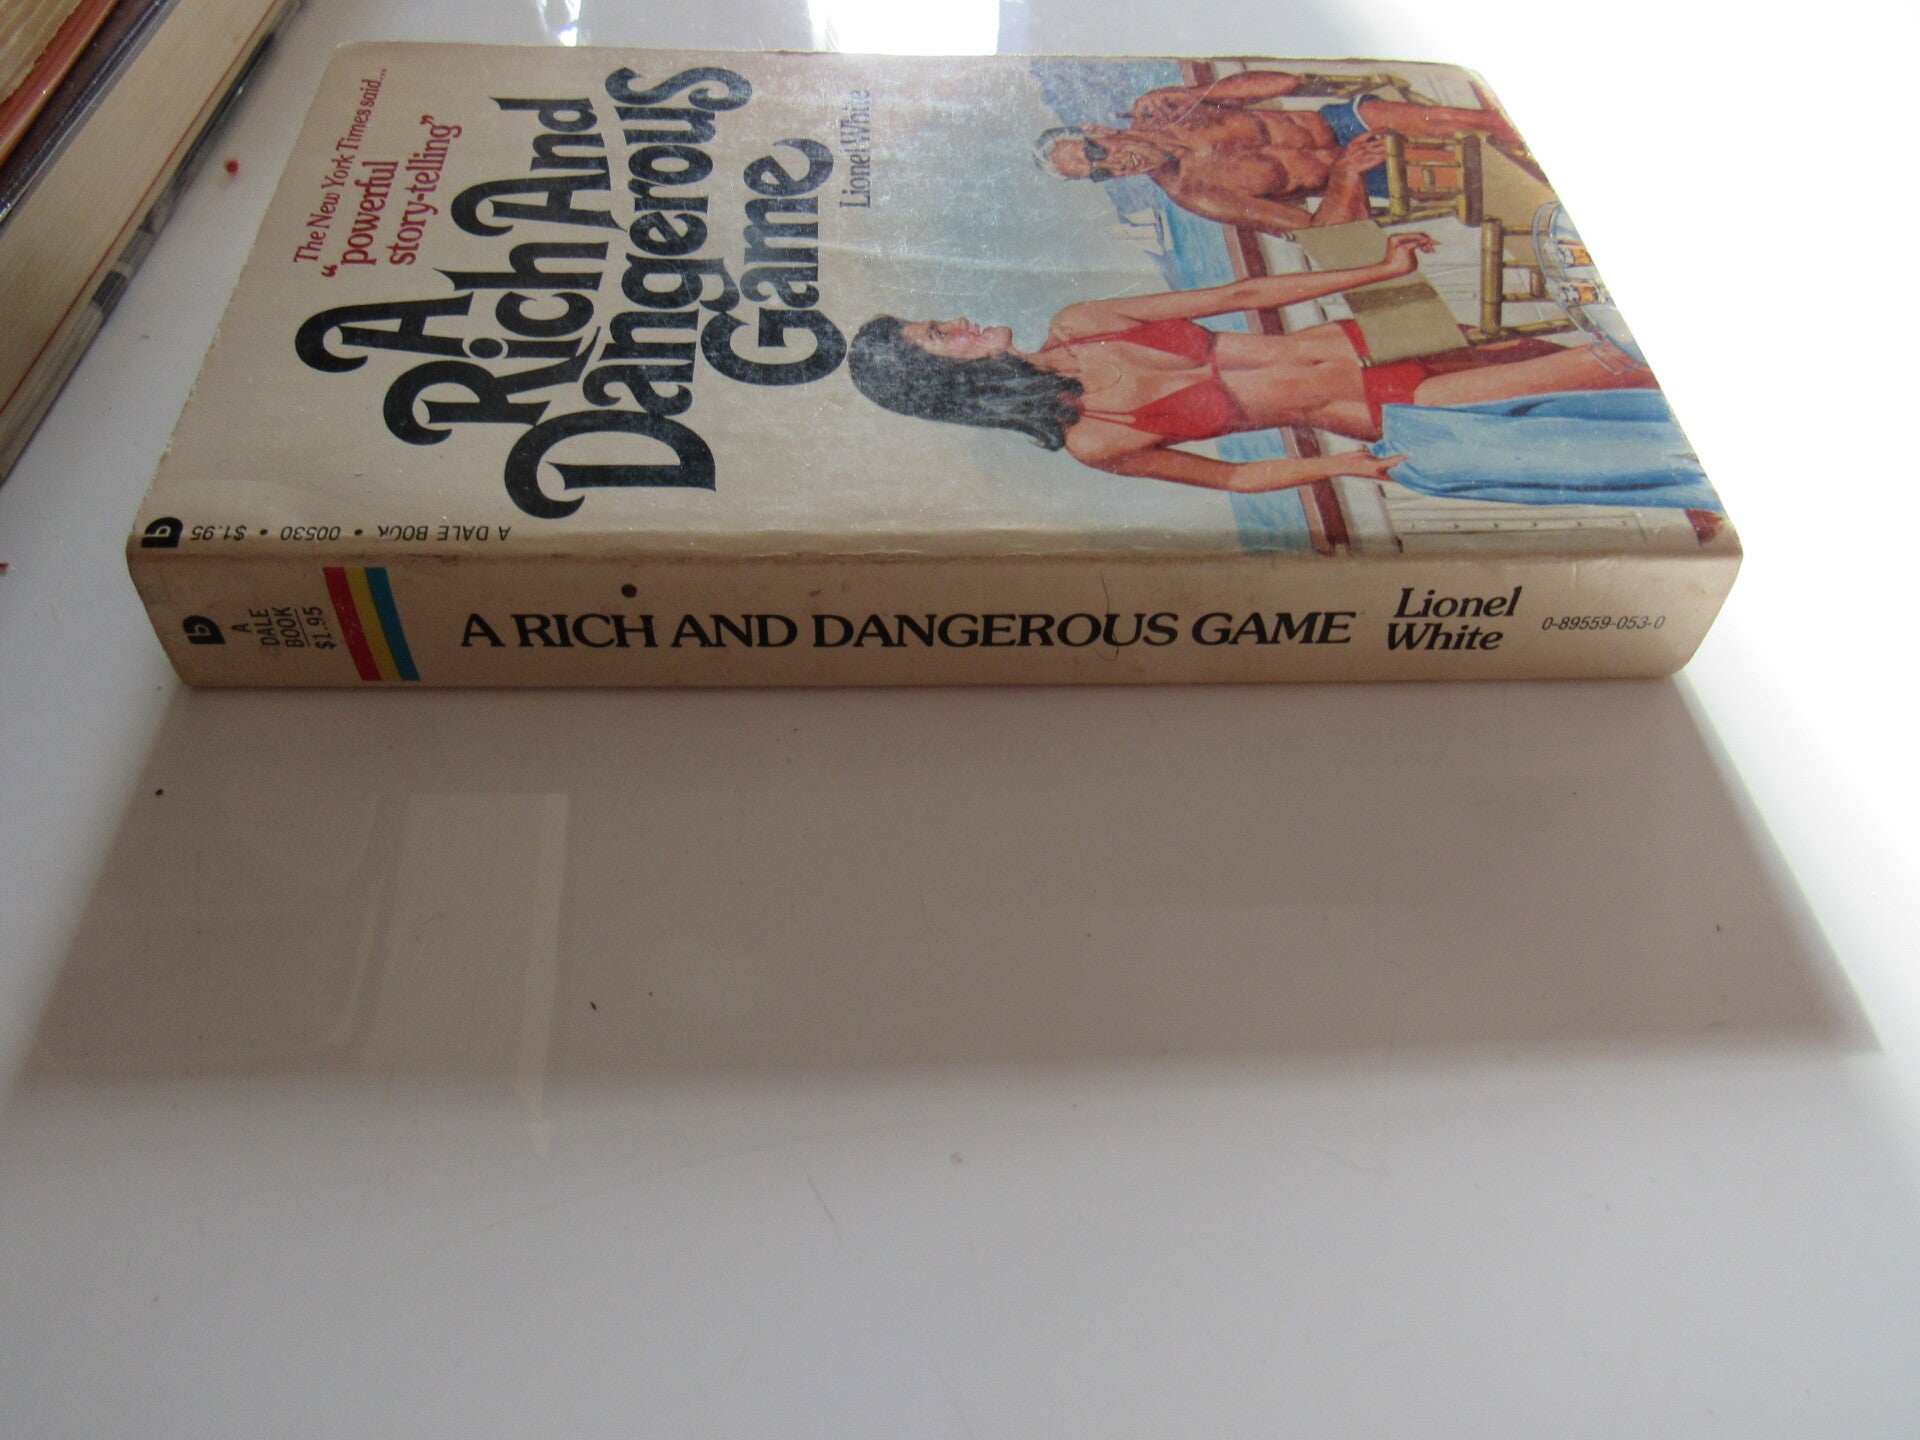 The New York Times said...
“powerful
story-telling”
A
Rich And
Dangerous
Game
Lionel White
A DALE BOOK • 00530 • $1.95
A
DALE
BOOK
$1.95
A RICH AND DANGEROUS GAME
Lionel
White
0-89559-053-0